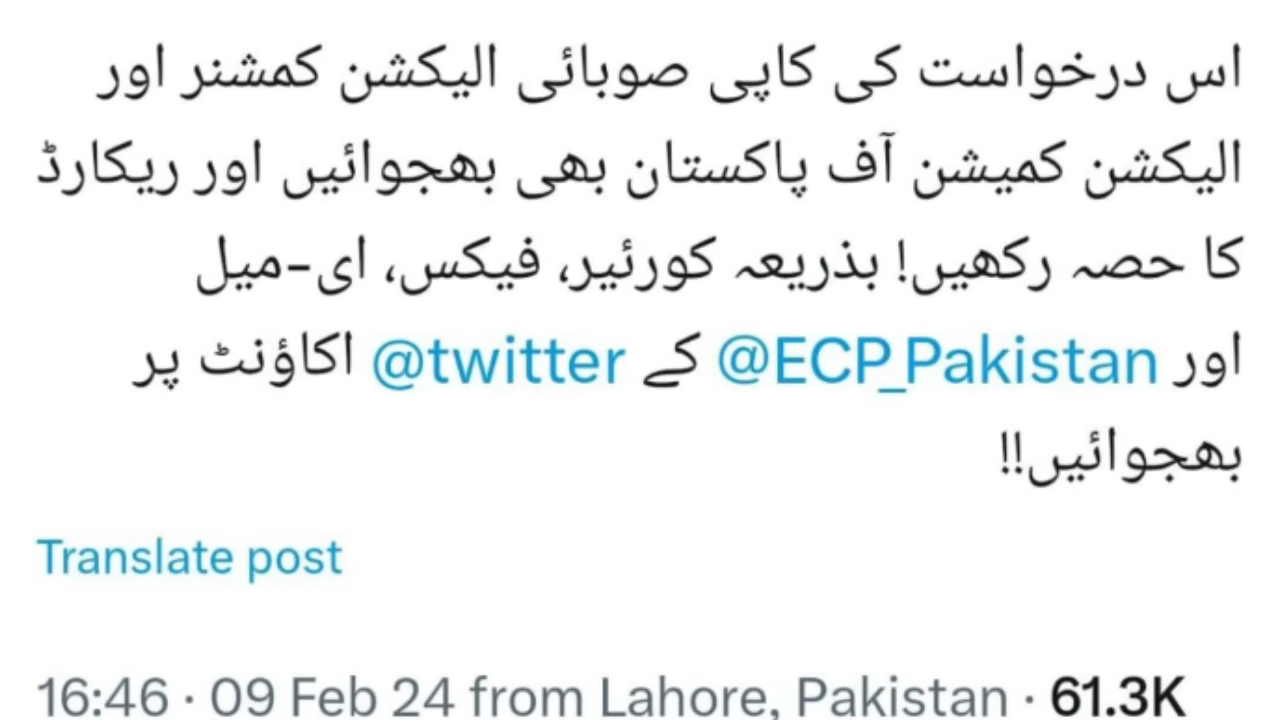 اس درخواست کی کاپی صوبائی الیکشن کمشنر اور
الیکشن کمیشن آف پاکستان بھی بھجوائیں اور ریکارڈ
کا حصہ رکھیں! بذریعہ کورئیر، فیکس، ای-میل
اور @ECP_Pakistan کے @twitter اکاؤنٹ پر
بھجوائیں!!
Translate post
16:46 · 09 Feb 24 from Lahore, Pakistan · 61.3K